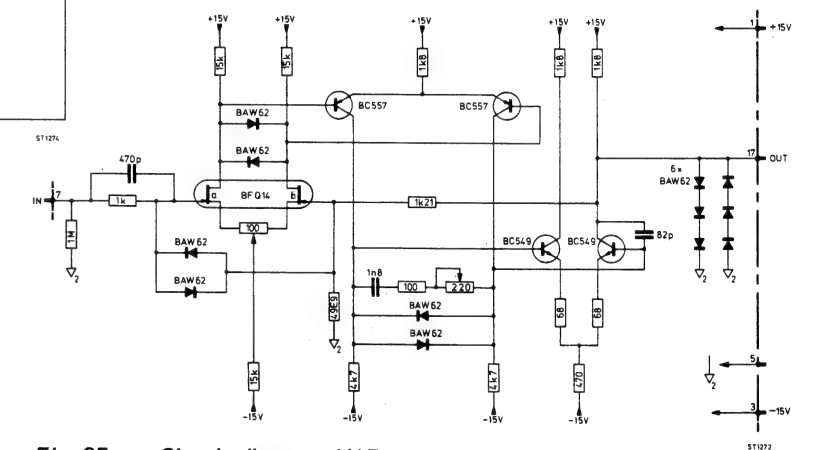 +15V +15V +15V +15V +15V 1 +15V
15k 15k 1k8 1k8 1k8
BC557 BC557
BAW62
ST1274
470p BAW62 17 OUT
6x
BAW62
IN 7 1k a BFQ14 b
1k21
1M 100 BC549 BC549 82p
BAW62
2 1n8 100 220 2 2
BAW62 49E9 BAW62 68 68
2 BAW62
15k 4k7 4k7 470 5
2
-15V -15V -15V -15V 3 -15V
ST1272